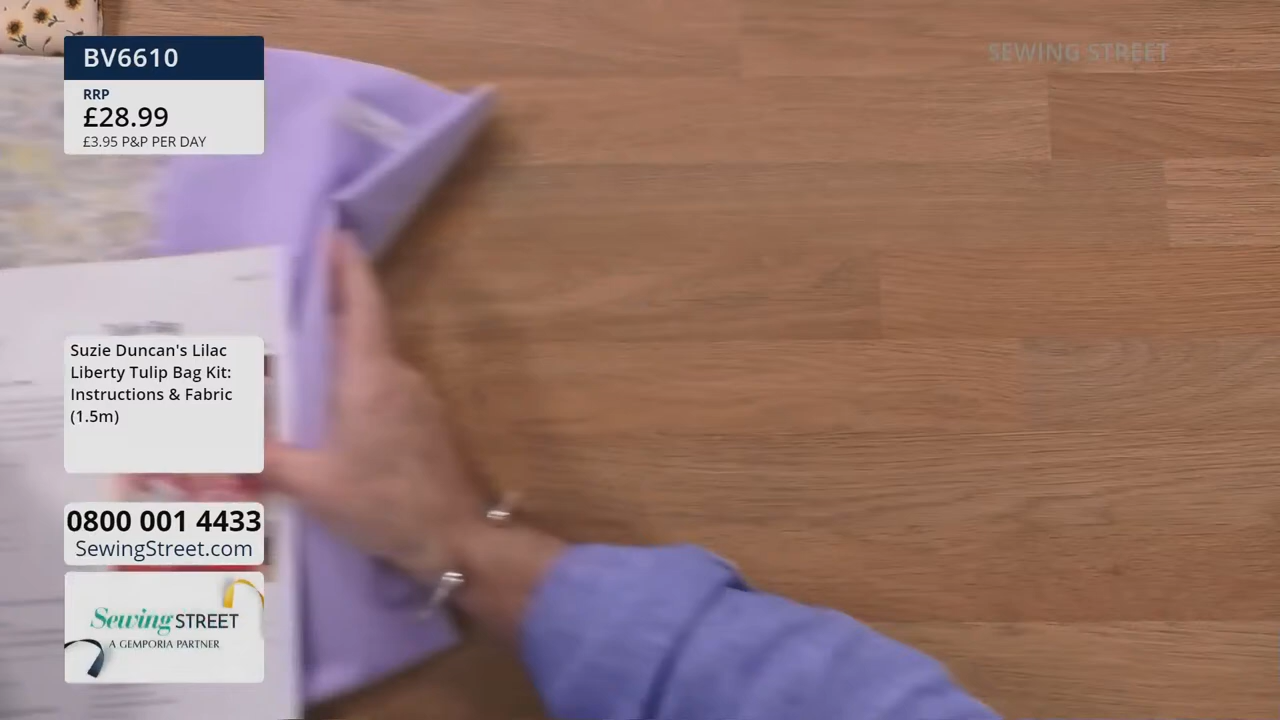 BV6610
RRP
£28.99
£3.95 P&P PER DAY
SEWING STREET
Suzie Duncan's Lilac
Liberty Tulip Bag Kit:
Instructions & Fabric
(1.5m)
0800 001 4433
SewingStreet.com
Sewing STREET
A GEMPORIA PARTNER